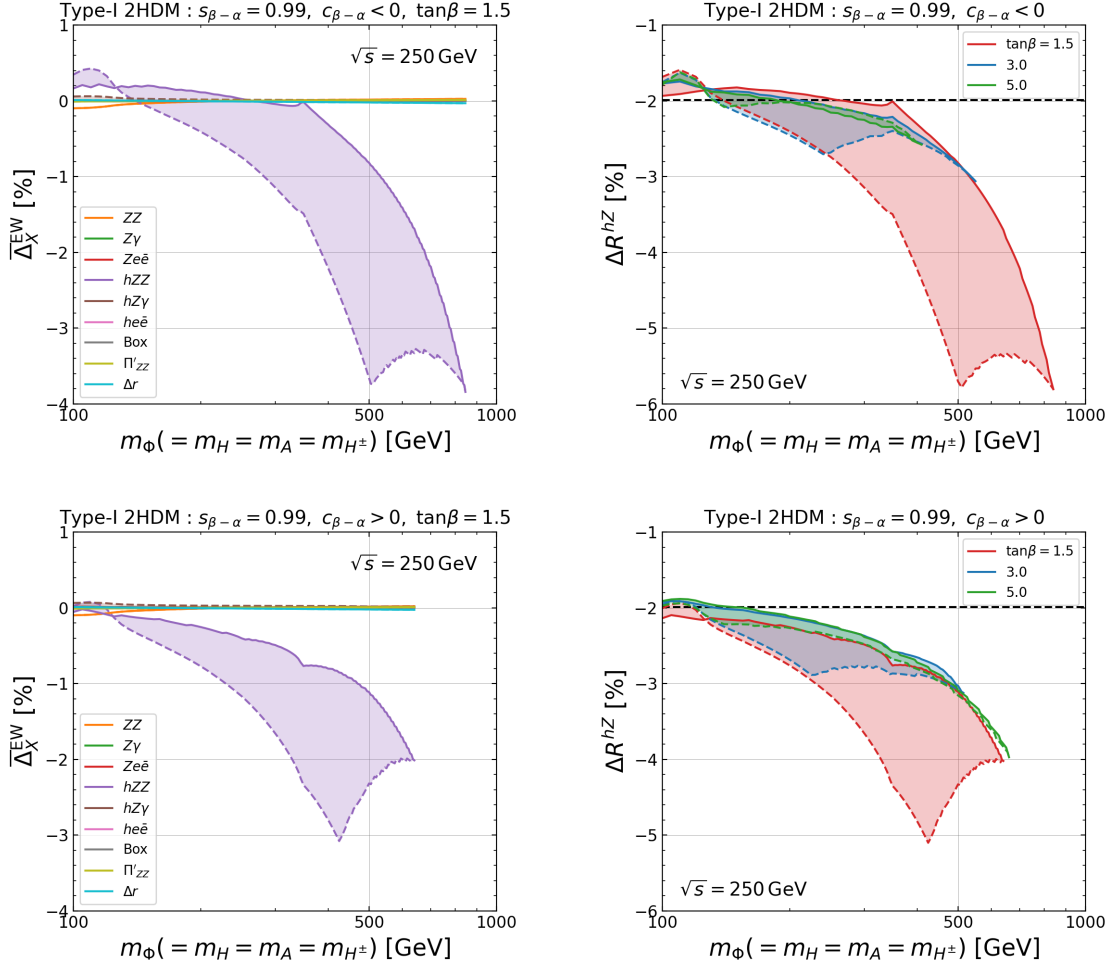 Type-I 2HDM : s_{β−α} = 0.99, c_{β−α} < 0, tanβ = 1.5
√s = 250 GeV
1
0
−1
−2
−3
−4
Δ̅_X^{EW} [%]
ZZ
Zγ
Zeē
hZZ
hZγ
heē
Box
Π'_{ZZ}
Δr
100
500
1000
m_Φ(= m_H = m_A = m_{H^±}) [GeV]
Type-I 2HDM : s_{β−α} = 0.99, c_{β−α} < 0
tanβ = 1.5
3.0
5.0
−1
−2
−3
−4
−5
−6
ΔR^{hZ} [%]
√s = 250 GeV
100
500
1000
m_Φ(= m_H = m_A = m_{H^±}) [GeV]
Type-I 2HDM : s_{β−α} = 0.99, c_{β−α} > 0, tanβ = 1.5
√s = 250 GeV
1
0
−1
−2
−3
−4
Δ̅_X^{EW} [%]
ZZ
Zγ
Zeē
hZZ
hZγ
heē
Box
Π'_{ZZ}
Δr
100
500
1000
m_Φ(= m_H = m_A = m_{H^±}) [GeV]
Type-I 2HDM : s_{β−α} = 0.99, c_{β−α} > 0
tanβ = 1.5
3.0
5.0
−1
−2
−3
−4
−5
−6
ΔR^{hZ} [%]
√s = 250 GeV
100
500
1000
m_Φ(= m_H = m_A = m_{H^±}) [GeV]